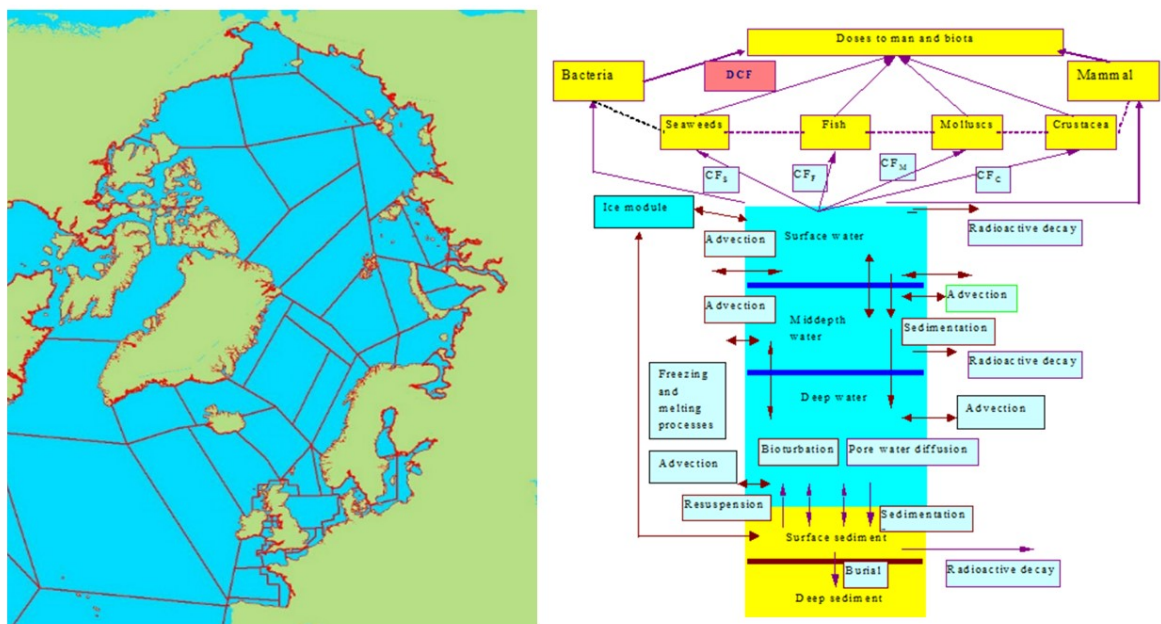 Doses to man and biota
Bacteria
DCF
Mammal
Seaweeds
Fish
Molluscs
Crustacea
CFS
CFF
CFM
CFC
Ice module
Radioactive decay
Advection
Surface water
Advection
Advection
Middepth
water
Sedimentation
Radioactive decay
Freezing
and
melting
processes
Deep water
Advection
Bioturbation
Pore water diffusion
Advection
Resuspension
Sedimentation
Surface sediment
Burial
Radioactive decay
Deep sediment